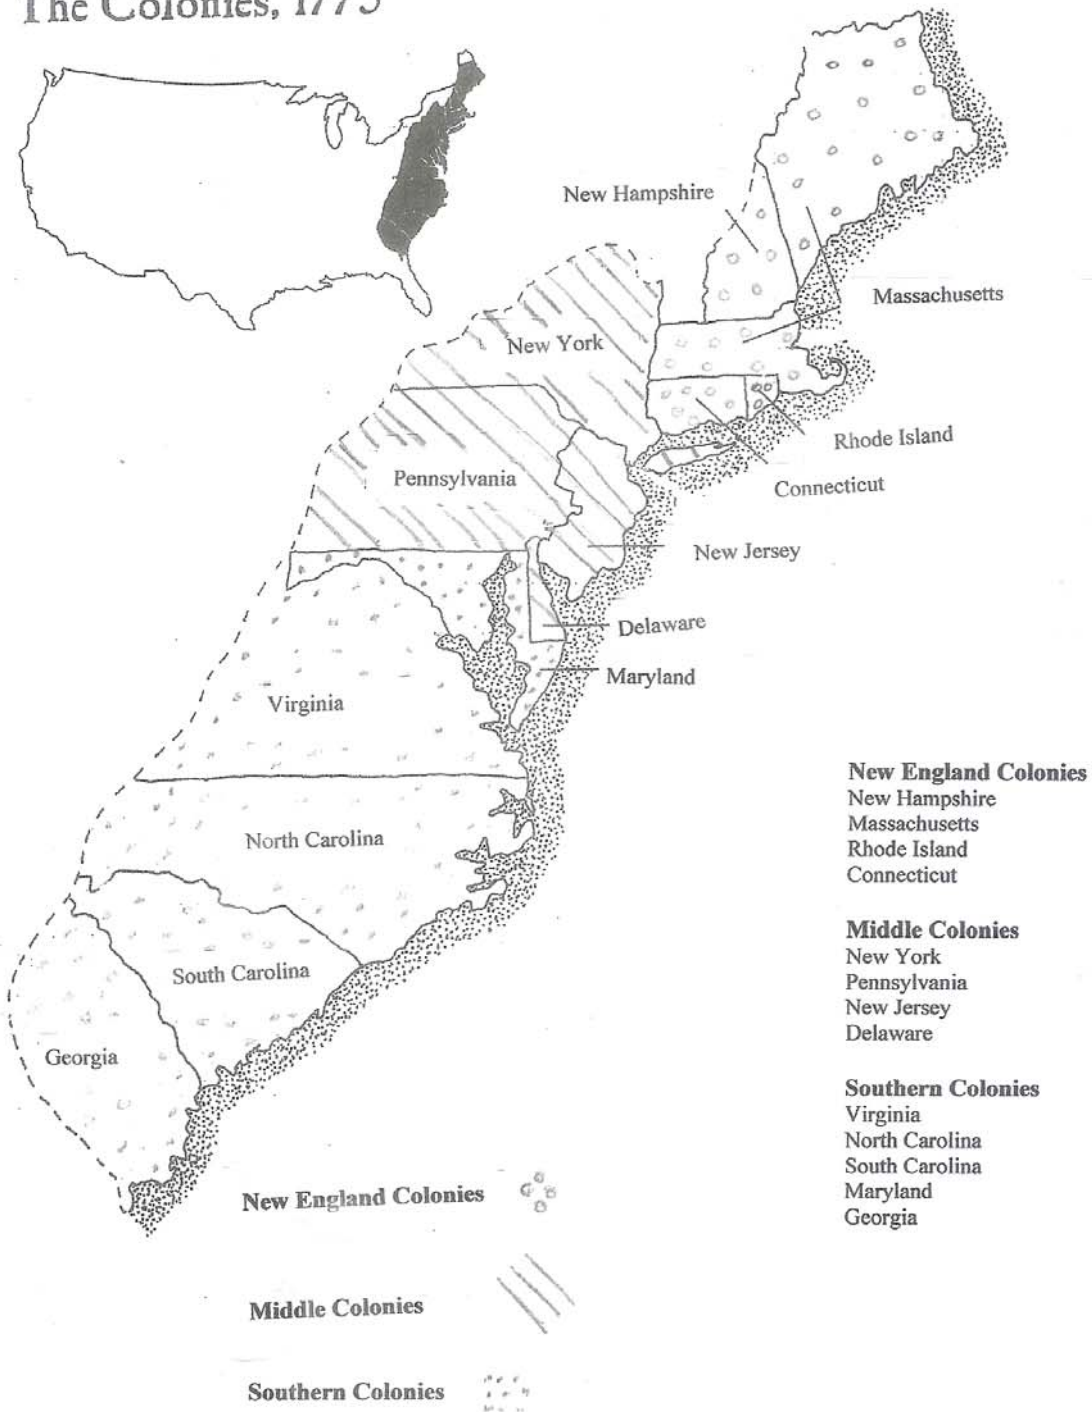 The Colonies, 1775
New Hampshire
Massachusetts
New York
Rhode Island
Pennsylvania
Connecticut
New Jersey
Delaware
Maryland
Virginia
North Carolina
South Carolina
Georgia
New England Colonies
New Hampshire
Massachusetts
Rhode Island
Connecticut
Middle Colonies
New York
Pennsylvania
New Jersey
Delaware
Southern Colonies
Virginia
North Carolina
South Carolina
Maryland
Georgia
New England Colonies
Middle Colonies
Southern Colonies